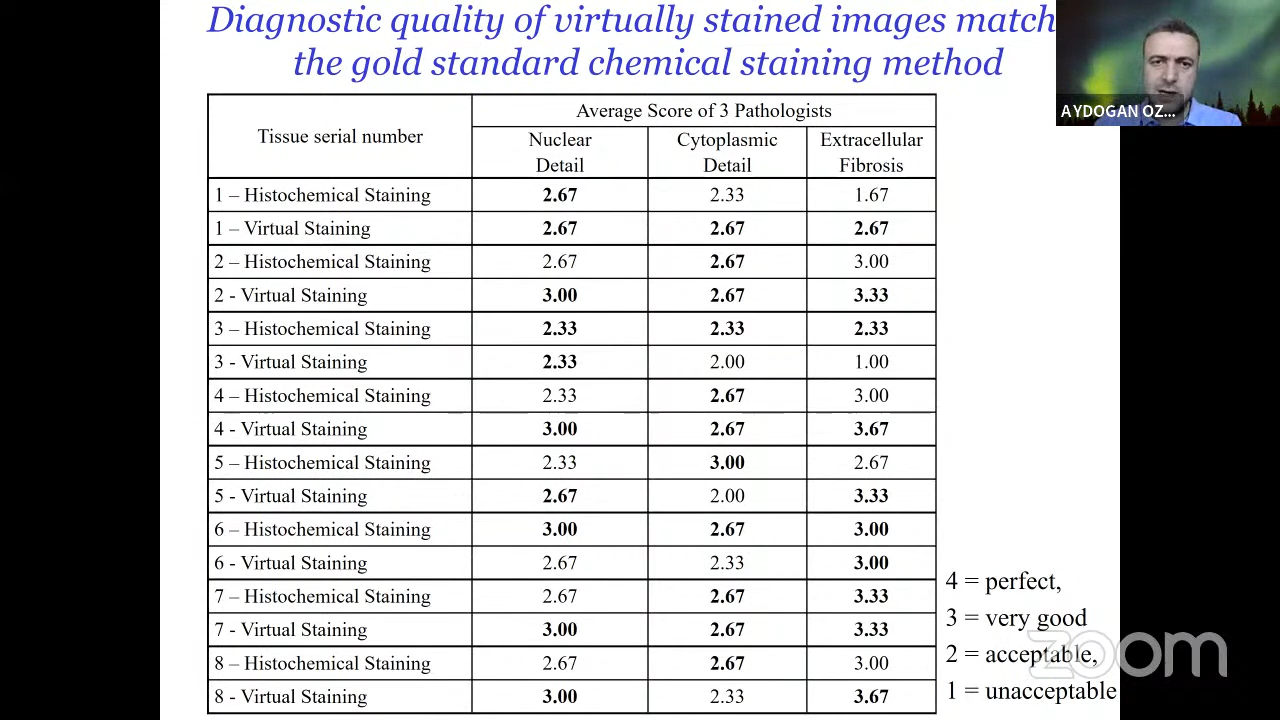 Diagnostic quality of virtually stained images match
the gold standard chemical staining method
AYDOGAN OZ...
Tissue serial number
Average Score of 3 Pathologists
Nuclear Detail
Cytoplasmic Detail
Extracellular Fibrosis
1 – Histochemical Staining 2.67 2.33 1.67
1 – Virtual Staining 2.67 2.67 2.67
2 – Histochemical Staining 2.67 2.67 3.00
2 - Virtual Staining 3.00 2.67 3.33
3 – Histochemical Staining 2.33 2.33 2.33
3 - Virtual Staining 2.33 2.00 1.00
4 – Histochemical Staining 2.33 2.67 3.00
4 - Virtual Staining 3.00 2.67 3.67
5 – Histochemical Staining 2.33 3.00 2.67
5 - Virtual Staining 2.67 2.00 3.33
6 – Histochemical Staining 3.00 2.67 3.00
6 - Virtual Staining 2.67 2.33 3.00
7 – Histochemical Staining 2.67 2.67 3.33
7 - Virtual Staining 3.00 2.67 3.33
8 – Histochemical Staining 2.67 2.67 3.00
8 - Virtual Staining 3.00 2.33 3.67
4 = perfect,
3 = very good
2 = acceptable,
1 = unacceptable
zoom